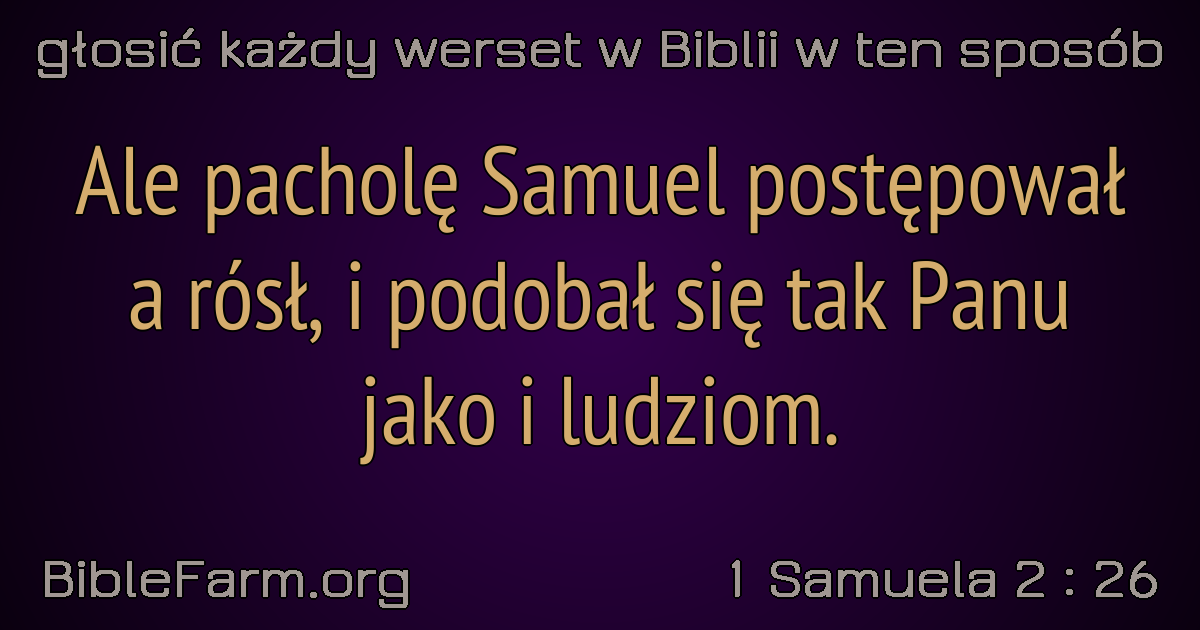 głosić każdy werset w Biblii w ten sposób
Ale pacholę Samuel postępował
a rósł, i podobał się tak Panu
jako i ludziom.
BibleFarm.org
1 Samuela 2 : 26